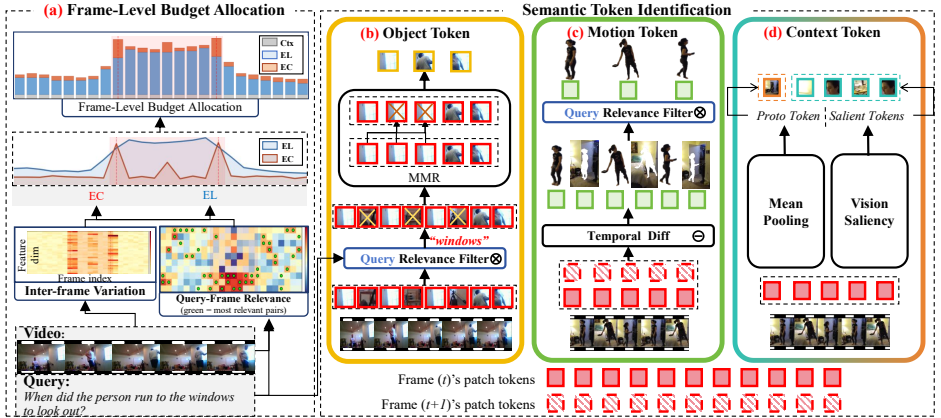 (a) Frame-Level Budget Allocation
Ctx
EL
EC
Frame-Level Budget Allocation
EL
EC
EC
EL
Feature dim
Frame index
Inter-frame Variation
Query-Frame Relevance
(green = most relevant pairs)
Video:
Query:
When did the person run to the windows
to look out?
Semantic Token Identification
(b) Object Token
MMR
"windows"
Query Relevance Filter
(c) Motion Token
Query Relevance Filter
Temporal Diff
(d) Context Token
Proto Token
Salient Tokens
Mean
Pooling
Vision
Saliency
Frame (t)'s patch tokens
Frame (t+1)'s patch tokens